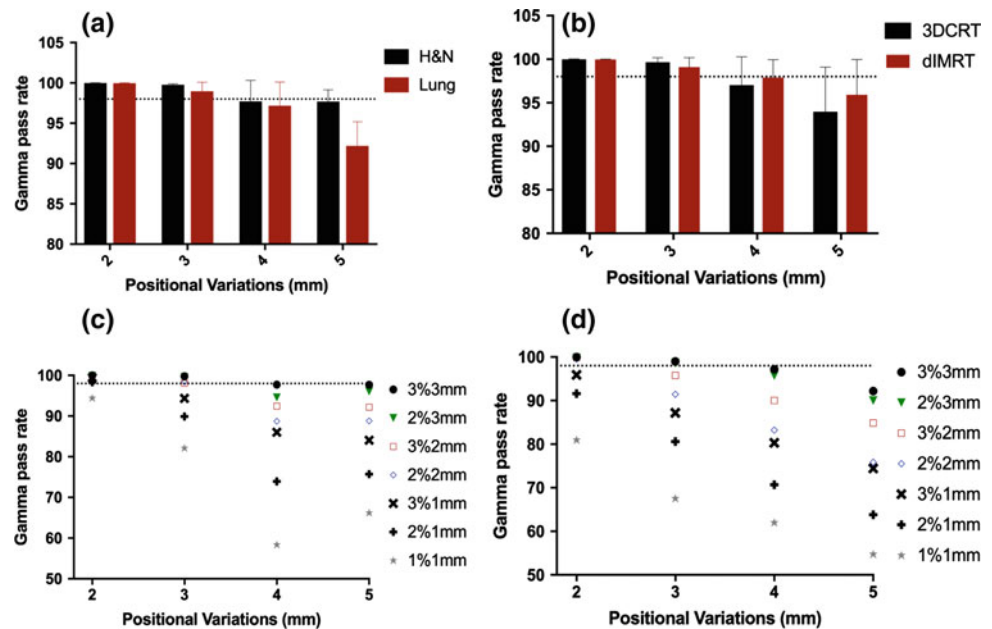 (a)
Gamma pass rate
105
100
95
90
85
80
2
3
4
5
Positional Variations (mm)
H&N
Lung
(b)
Gamma pass rate
105
100
95
90
85
80
2
3
4
5
Positional Variations (mm)
3DCRT
dIMRT
(c)
Gamma pass rate
100
90
80
70
60
50
2
3
4
5
Positional Variations (mm)
3%3mm
2%3mm
3%2mm
2%2mm
3%1mm
2%1mm
1%1mm
(d)
Gamma pass rate
100
90
80
70
60
50
2
3
4
5
Positional Variations (mm)
3%3mm
2%3mm
3%2mm
2%2mm
3%1mm
2%1mm
1%1mm